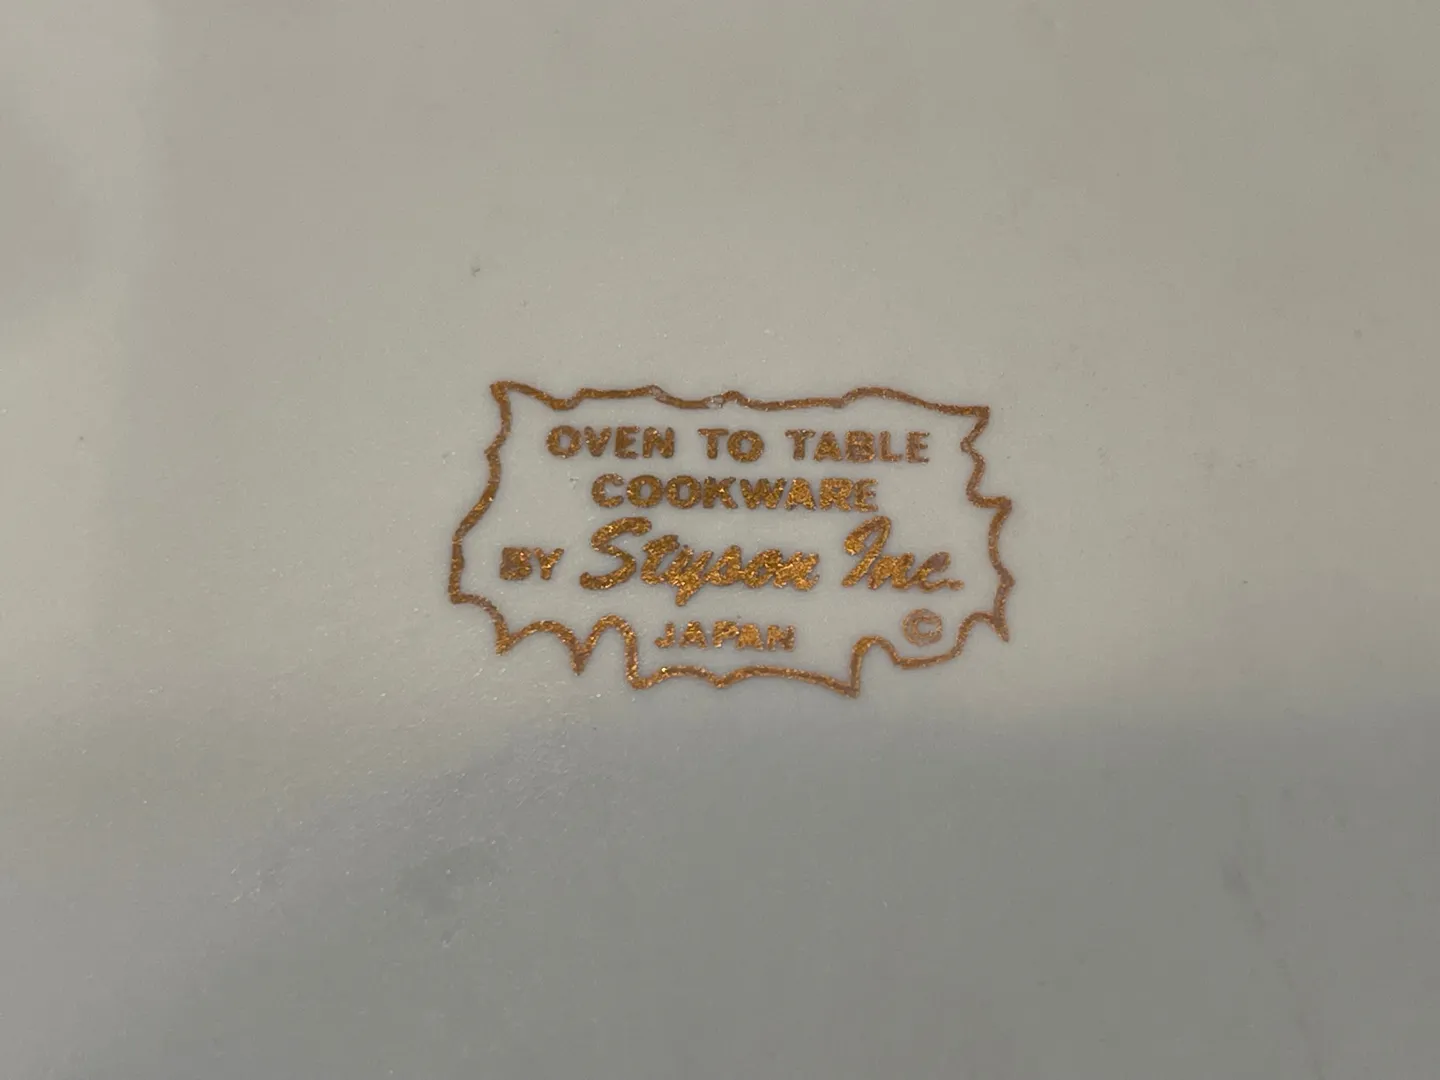 OVEN TO TABLE
COOKWARE
BY Styson Inc.
JAPAN ©